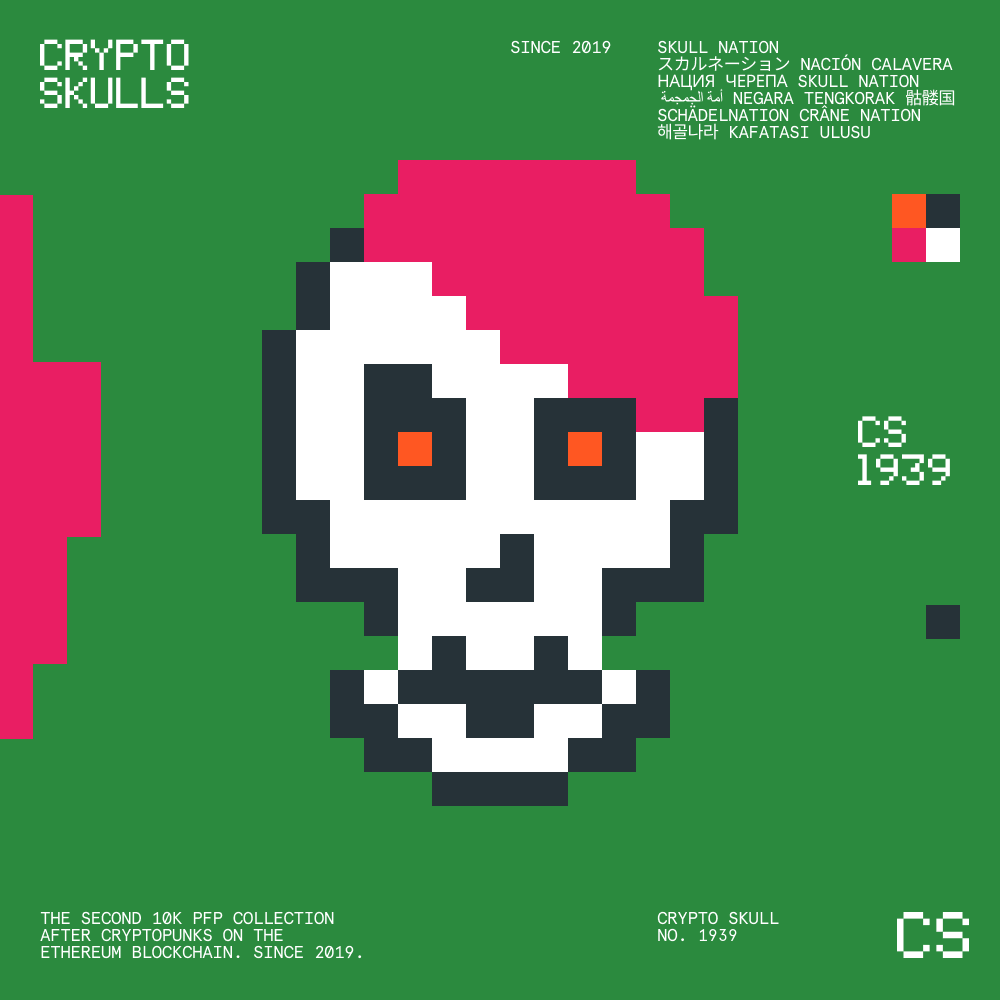 CRYPTO
SKULLS
SINCE 2019
SKULL NATION
スカルネーション NACIÓN CALAVERA
НАЦИЯ ЧЕРЕПА SKULL NATION
أمة الجمجمة NEGARA TENGKORAK 骷髅国
SCHÄDELNATION CRÂNE NATION
해골나라 KAFATASI ULUSU
CS
1939
THE SECOND 10K PFP COLLECTION
AFTER CRYPTOPUNKS ON THE
ETHEREUM BLOCKCHAIN. SINCE 2019.
CRYPTO SKULL
NO. 1939
CS